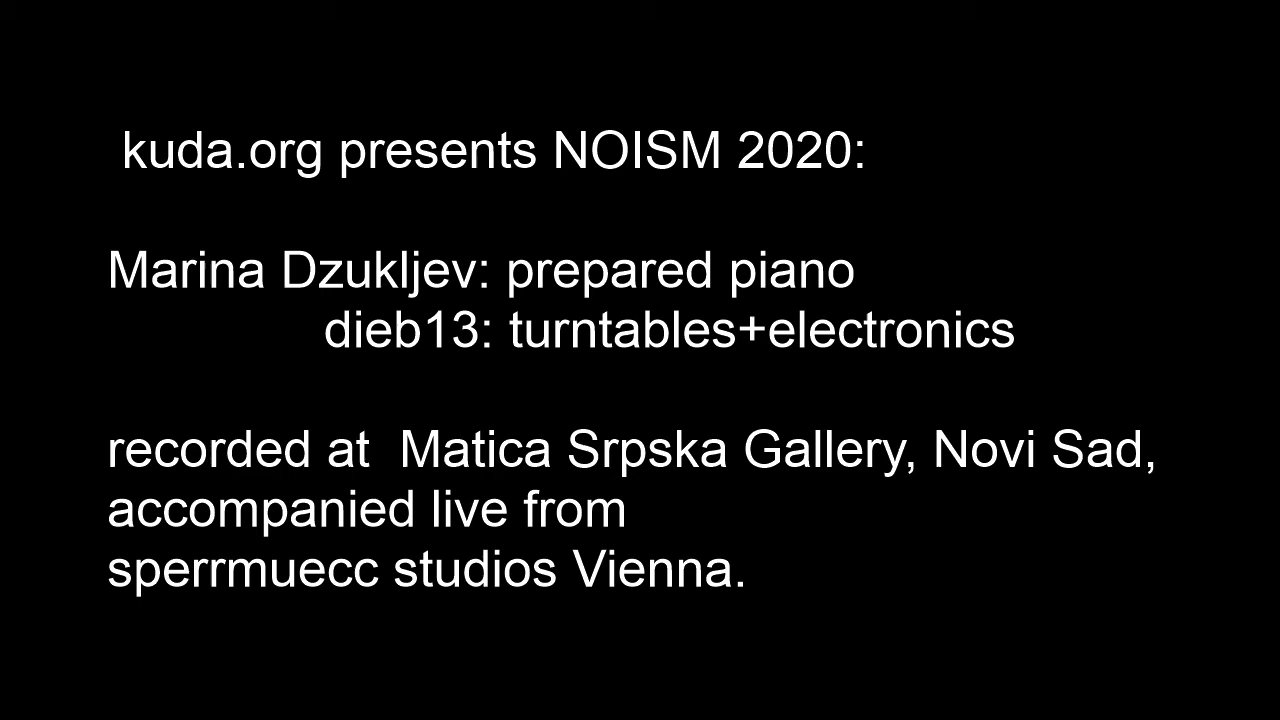 kuda.org presents NOISM 2020:
Marina Dzukljev: prepared piano
dieb13: turntables+electronics
recorded at  Matica Srpska Gallery, Novi Sad,
accompanied live from
sperrmuecc studios Vienna.